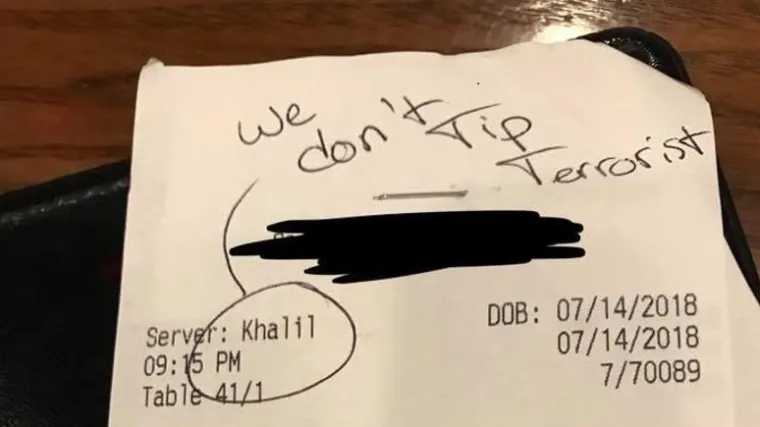 We don't Tip Terrorist
Server: Khalil
DOB: 07/14/2018
09:15 PM
07/14/2018
Table 41/1
7/70089